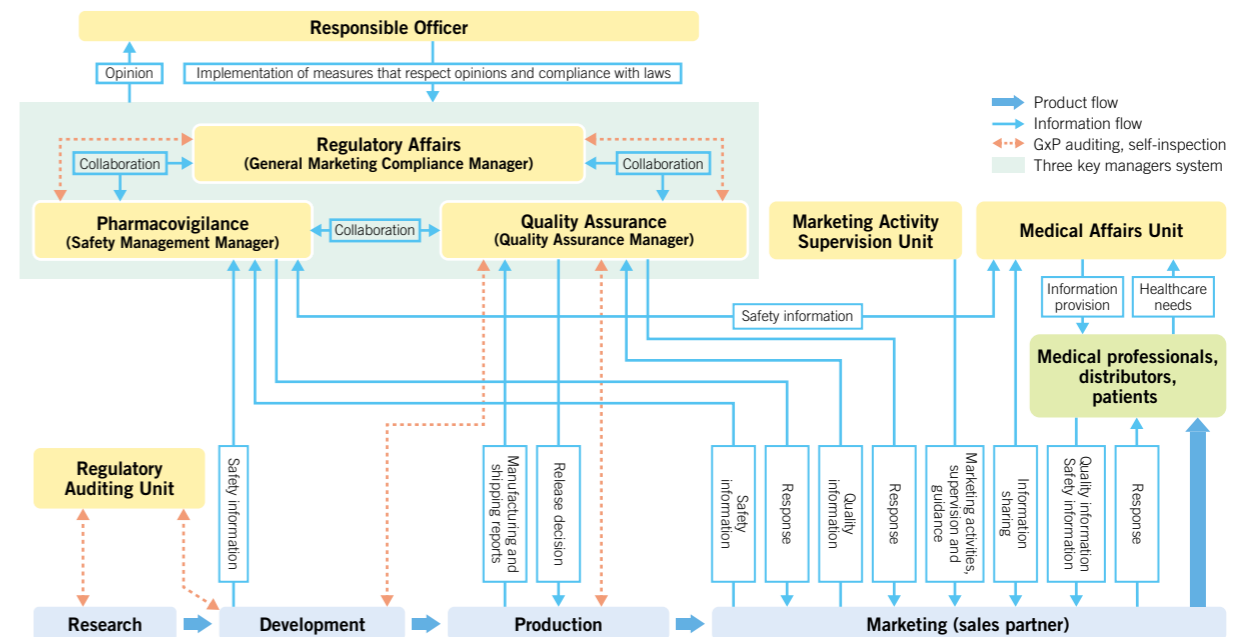 Responsible Officer
Opinion
Implementation of measures that respect opinions and compliance with laws
Product flow
Information flow
GxP auditing, self-inspection
Three key managers system
Regulatory Affairs
(General Marketing Compliance Manager)
Collaboration
Collaboration
Pharmacovigilance
(Safety Management Manager)
Collaboration
Quality Assurance
(Quality Assurance Manager)
Marketing Activity
Supervision Unit
Medical Affairs Unit
Information
provision
Healthcare
needs
Safety information
Medical professionals,
distributors,
patients
Regulatory
Auditing Unit
Safety information
Manufacturing and
shipping reports
Release decision
Safety
information
Response
Quality
information
Response
Marketing activities,
supervision and
guidance
Information
sharing
Quality information
Safety information
Response
Research
Development
Production
Marketing (sales partner)